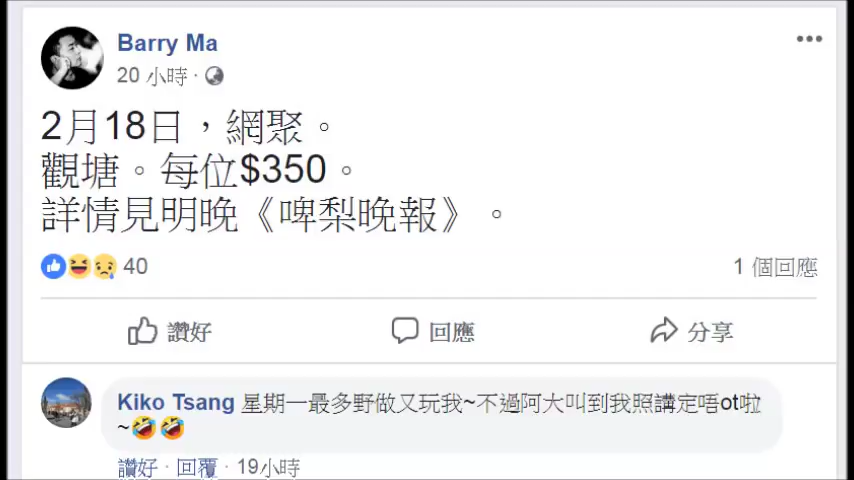 Barry Ma
20 小時 ·
2月18日，網聚。
觀塘。每位$350。
詳情見明晚《啤梨晚報》。
40
1 個回應
讚好
回應
分享
Kiko Tsang 星期一最多野做又玩我~不過阿大叫到我照講定唔ot啦
~🤣🤣
讚好 · 回覆 · 19小時